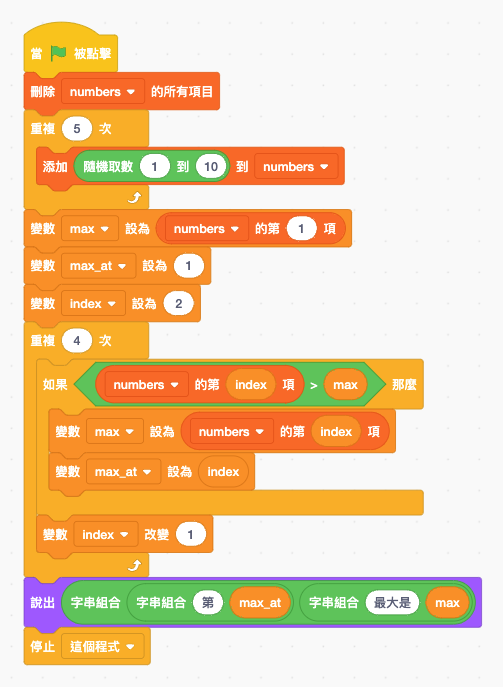 當 被點擊
刪除 numbers 的所有項目
重複 5 次
添加 隨機取數 1 到 10 到 numbers
變數 max 設為 numbers 的第 1 項
變數 max_at 設為 1
變數 index 設為 2
重複 4 次
如果 numbers 的第 index 項 > max 那麼
變數 max 設為 numbers 的第 index 項
變數 max_at 設為 index
變數 index 改變 1
說出 字串組合 字串組合 第 max_at 字串組合 最大是 max
停止 這個程式